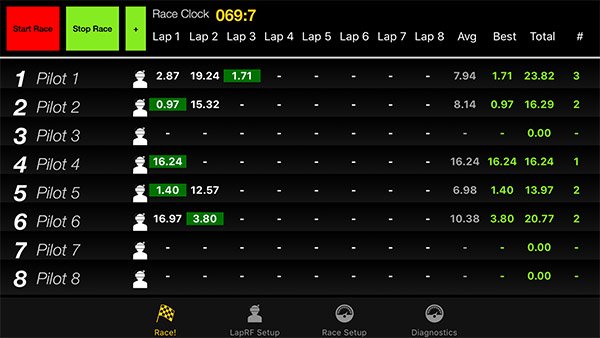 Start Race Stop Race + Race Clock 069:7
Lap 1 Lap 2 Lap 3 Lap 4 Lap 5 Lap 6 Lap 7 Lap 8 Avg Best Total #
1 Pilot 1 2.87 19.24 1.71 - - - - - 7.94 1.71 23.82 3
2 Pilot 2 0.97 15.32 - - - - - - 8.14 0.97 16.29 2
3 Pilot 3 - - - - - - - - - - 0.00 -
4 Pilot 4 16.24 - - - - - - - 16.24 16.24 16.24 1
5 Pilot 5 1.40 12.57 - - - - - - 6.98 1.40 13.97 2
6 Pilot 6 16.97 3.80 - - - - - - 10.38 3.80 20.77 2
7 Pilot 7 - - - - - - - - - - 0.00 -
8 Pilot 8 - - - - - - - - - - 0.00 -
Race! LapRF Setup Race Setup Diagnostics